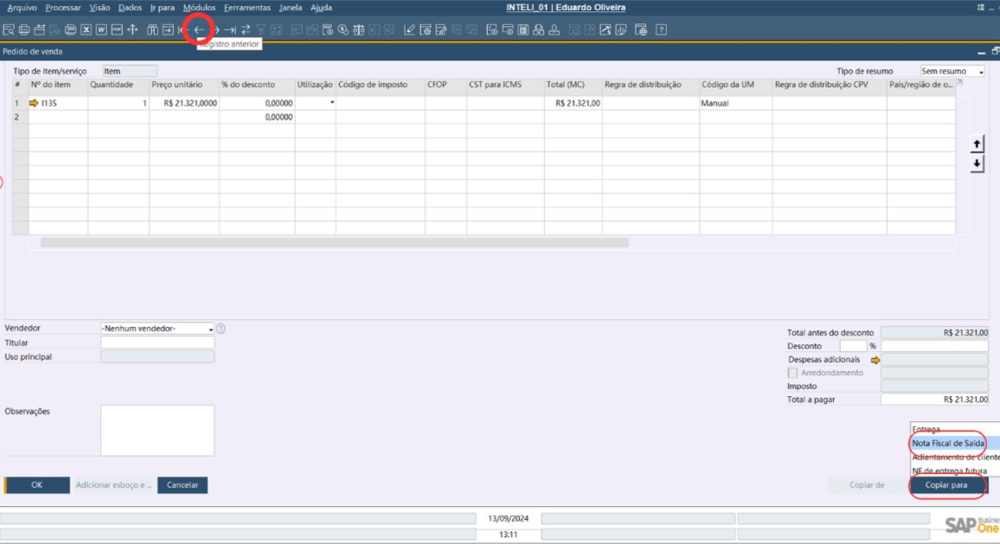 Arquivo Processar Visão Dados Ir para Módulos Ferramentas Janela Ajuda INTELI_01 | Eduardo Oliveira
Registro anterior
Pedido de venda
Tipo de item/serviço Item Tipo de resumo Sem resumo
# Nº do item Quantidade Preço unitário % do desconto Utilização Código de imposto CFOP CST para ICMS Total (MC) Regra de distribuição Código da UM Regra de distribuição CPV País/região de o...
1 I135 1 R$ 21.321,0000 0,00000 R$ 21.321,00 Manual
2 0,00000
Vendedor -Nenhum vendedor-
Titular
Uso principal
Total antes do desconto R$ 21.321,00
Desconto %
Despesas adicionais
Arredondamento
Imposto
Total a pagar R$ 21.321,00
Observações
Entrega
Nota Fiscal de Saída
Adiantamento de cliente
NF de entrega futura
OK Adicionar esboço e ... Cancelar Copiar de Copiar para
13/09/2024
13:11
SAP Busine
One